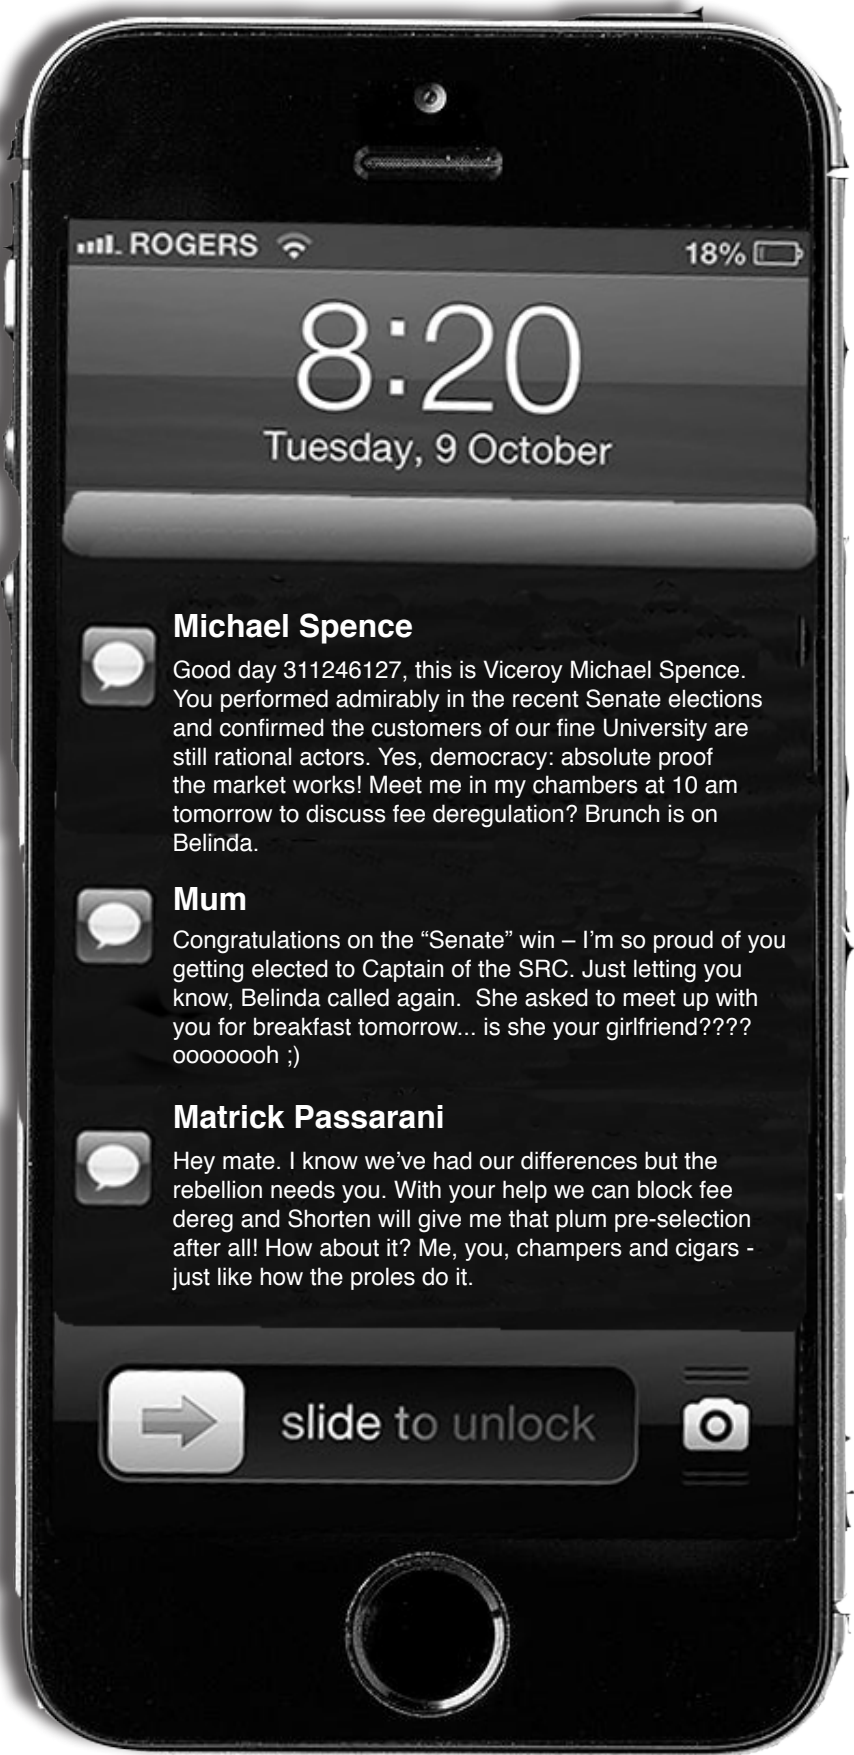 ROGERS
18%
8:20
Tuesday, 9 October
Michael Spence
Good day 311246127, this is Viceroy Michael Spence.
You performed admirably in the recent Senate elections
and confirmed the customers of our fine University are
still rational actors. Yes, democracy: absolute proof
the market works! Meet me in my chambers at 10 am
tomorrow to discuss fee deregulation? Brunch is on
Belinda.
Mum
Congratulations on the “Senate” win – I’m so proud of you
getting elected to Captain of the SRC. Just letting you
know, Belinda called again.  She asked to meet up with
you for breakfast tomorrow... is she your girlfriend????
oooooooh ;)
Matrick Passarani
Hey mate. I know we’ve had our differences but the
rebellion needs you. With your help we can block fee
dereg and Shorten will give me that plum pre-selection
after all! How about it? Me, you, champers and cigars -
just like how the proles do it.
slide to unlock